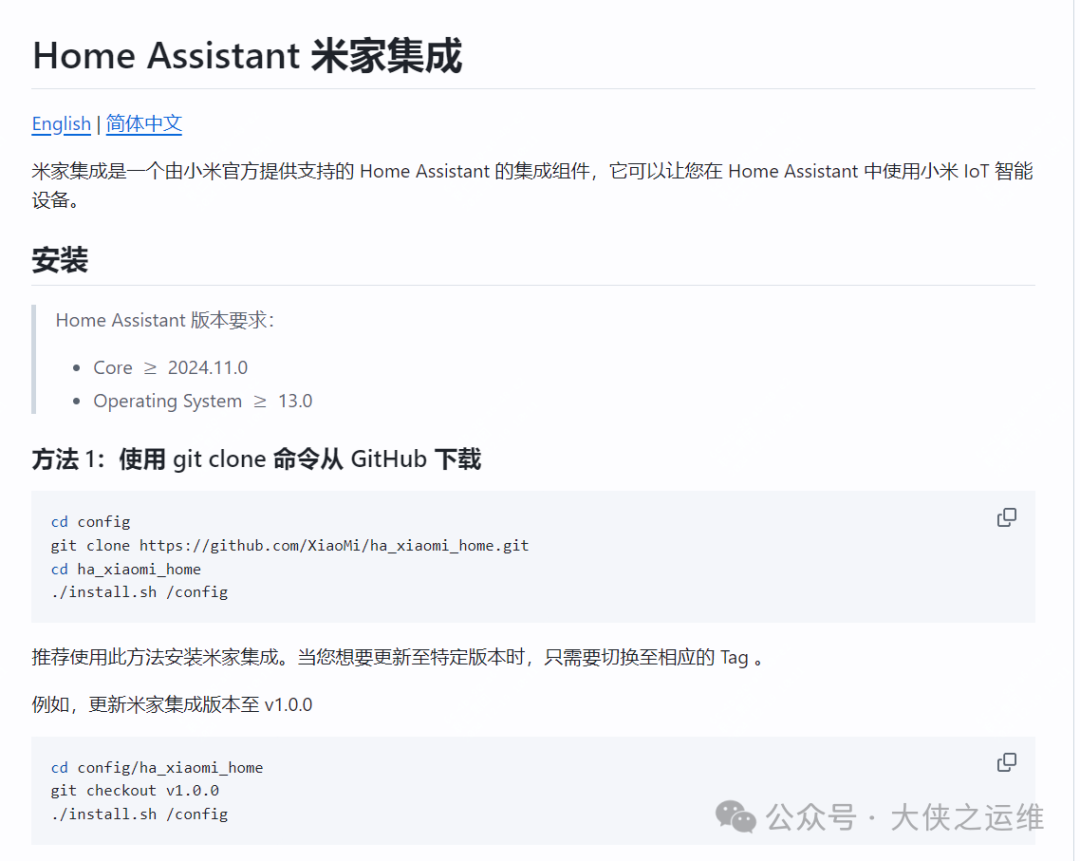 Home Assistant 米家集成
English | 简体中文
米家集成是一个由小米官方提供支持的 Home Assistant 的集成组件，它可以让您在 Home Assistant 中使用小米 IoT 智能
设备。
安装
Home Assistant 版本要求：
• Core ≥ 2024.11.0
• Operating System ≥ 13.0
方法 1：使用 git clone 命令从 GitHub 下载
cd config
git clone https://github.com/XiaoMi/ha_xiaomi_home.git
cd ha_xiaomi_home
./install.sh /config
推荐使用此方法安装米家集成。当您想要更新至特定版本时，只需要切换至相应的 Tag 。
例如，更新米家集成版本至 v1.0.0
cd config/ha_xiaomi_home
git checkout v1.0.0
./install.sh /config
公众号 · 大侠之运维